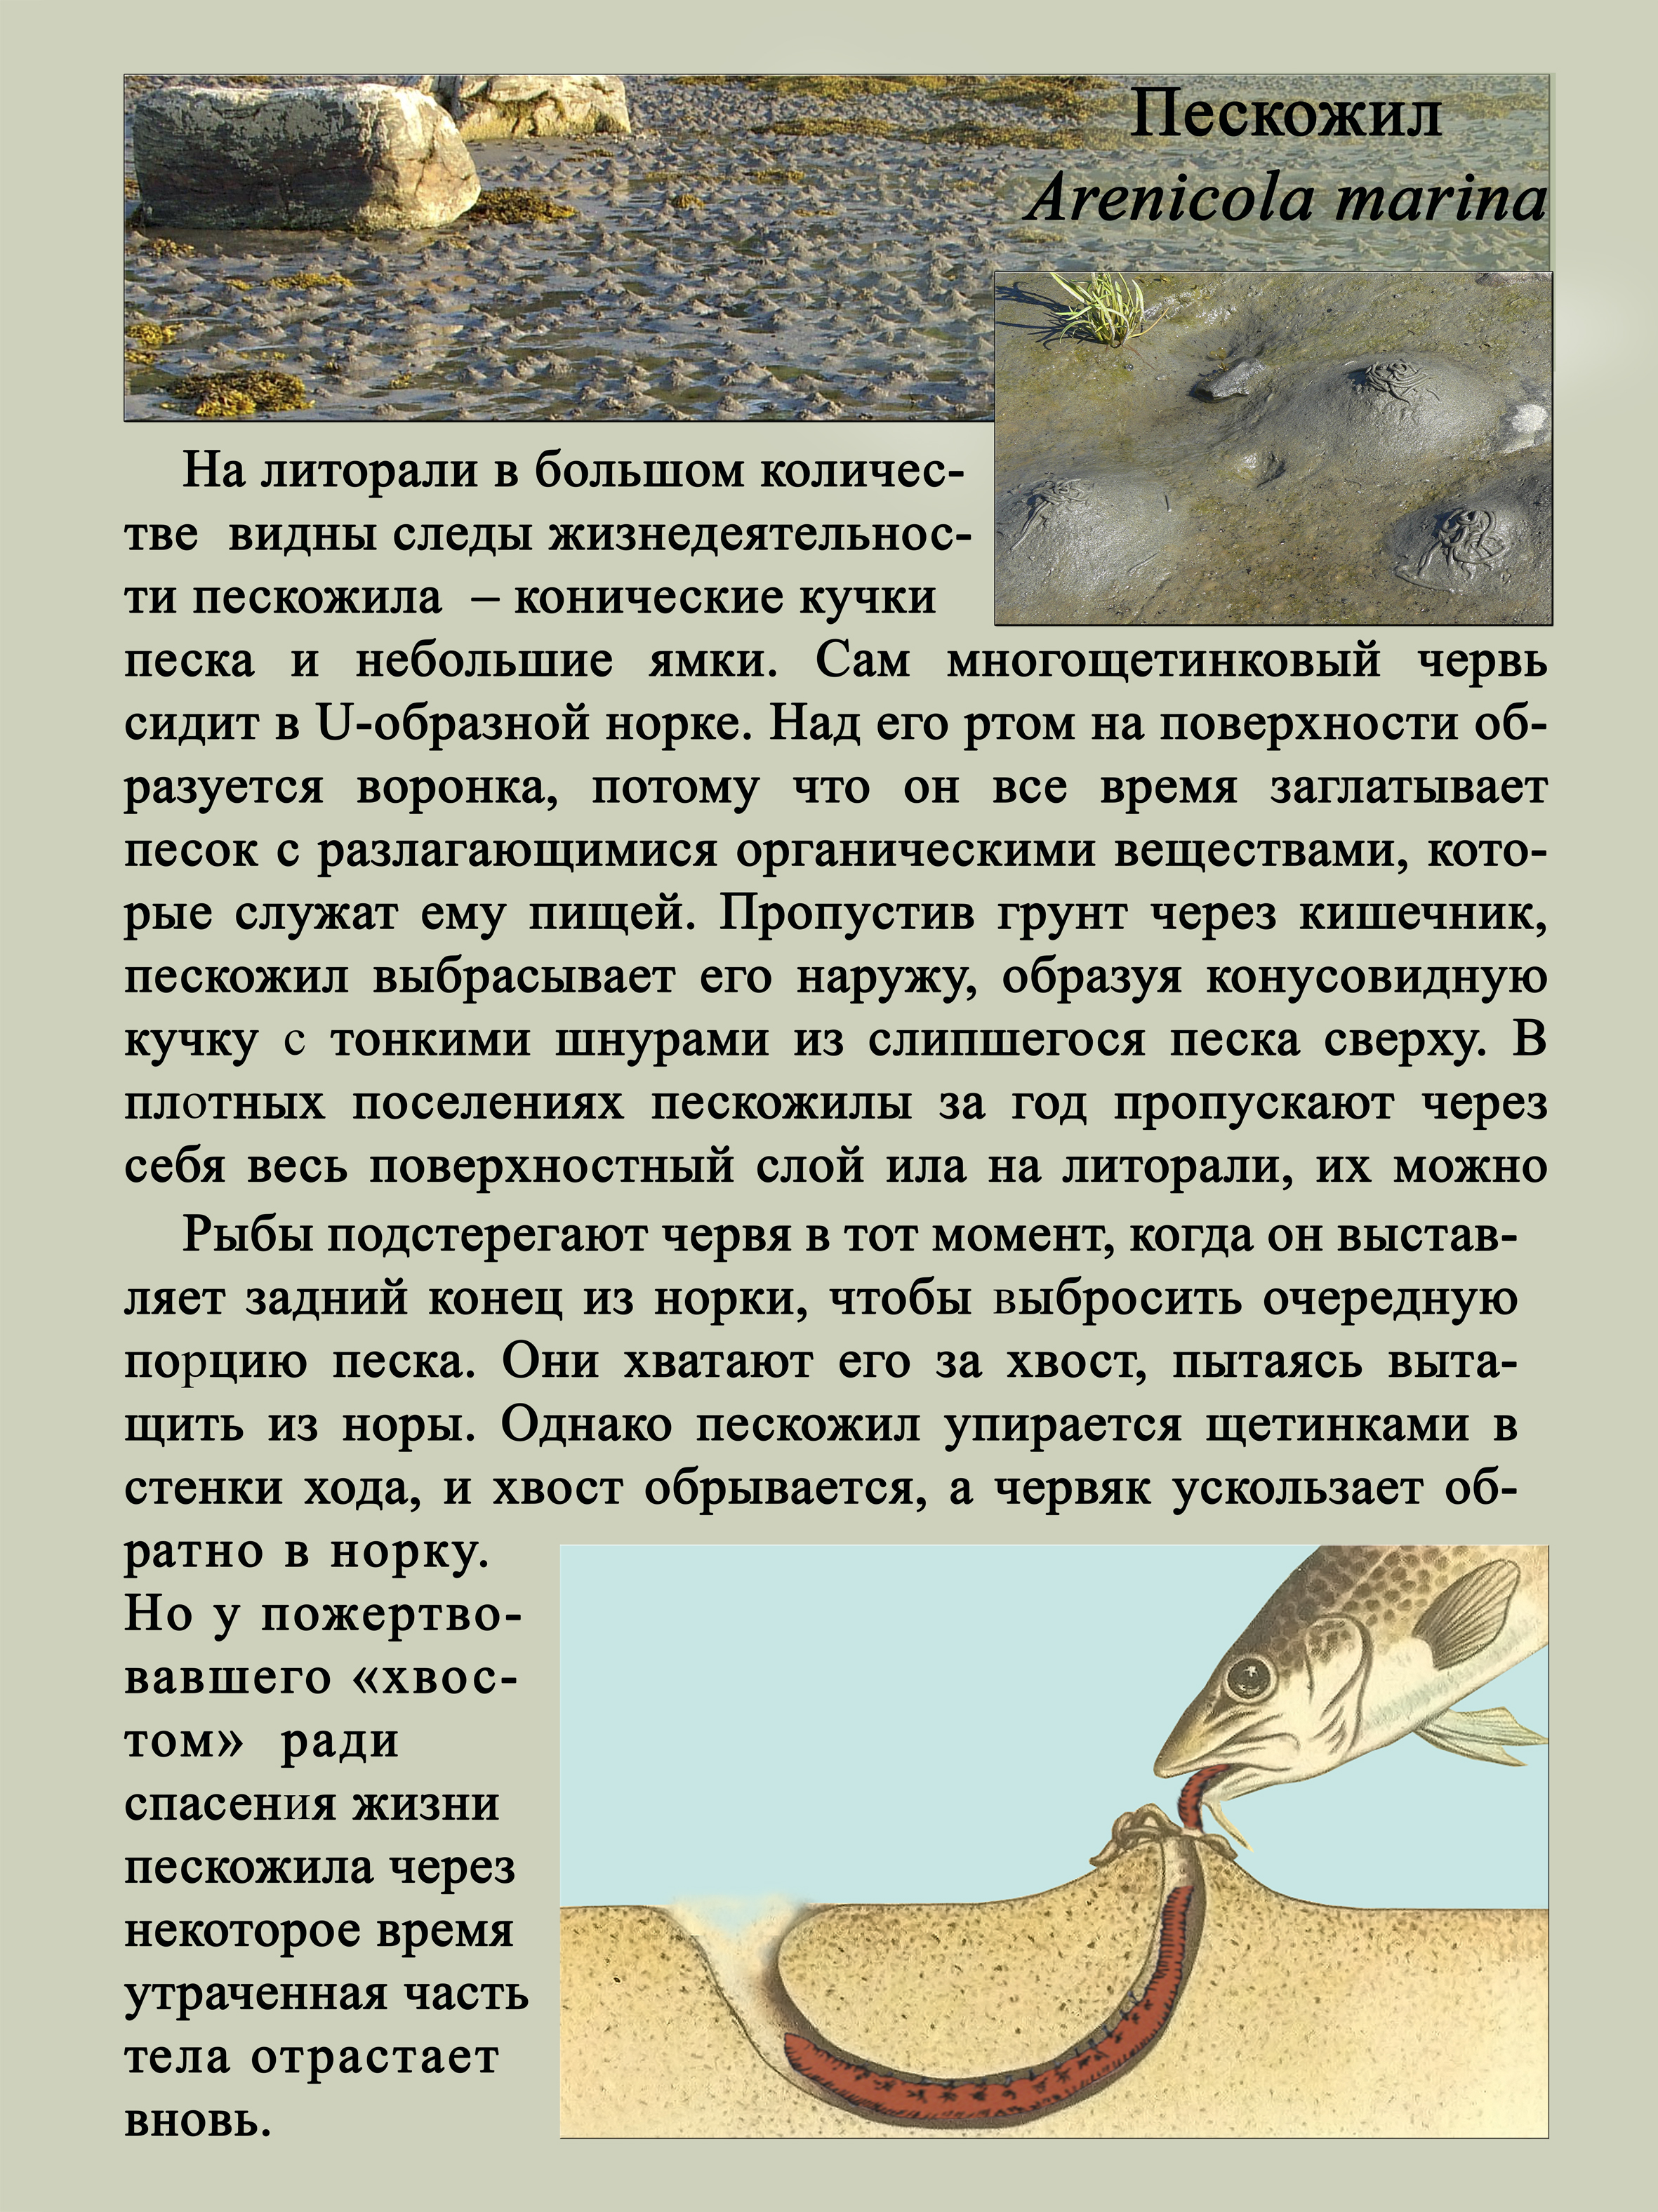 Пескожил
Arenicola marina
На литорали в большом количес-
тве видны следы жизнедеятельнос-
ти пескожила – конические кучки
песка и небольшие ямки. Сам многощетинковый червь
сидит в U-образной норке. Над его ртом на поверхности об-
разуется воронка, потому что он все время заглатывает
песок с разлагающимися органическими веществами, кото-
рые служат ему пищей. Пропустив грунт через кишечник,
пескожил выбрасывает его наружу, образуя конусовидную
кучку с тонкими шнурами из слипшегося песка сверху. В
плотных поселениях пескожилы за год пропускают через
себя весь поверхностный слой ила на литорали, их можно
Рыбы подстерегают червя в тот момент, когда он выстав-
ляет задний конец из норки, чтобы выбросить очередную
порцию песка. Они хватают его за хвост, пытаясь выта-
щить из норы. Однако пескожил упирается щетинками в
стенки хода, и хвост обрывается, а червяк ускользает об-
ратно в норку.
Но у пожертво-
вавшего «хвос-
том» ради
спасения жизни
пескожила через
некоторое время
утраченная часть
тела отрастает
вновь.